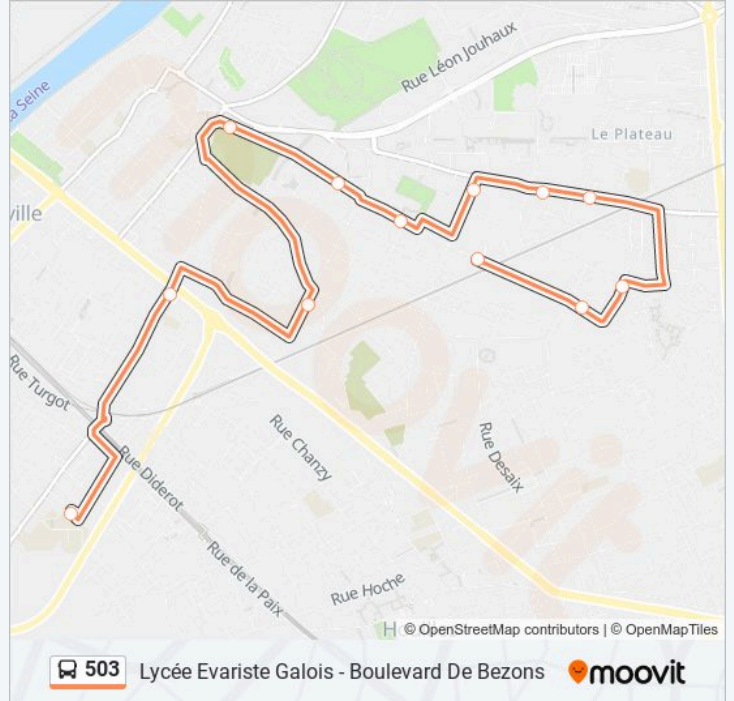 la Seine
Rue Léon Jouhaux
Le Plateau
ville
Rue Turgot
Rue Diderot
Rue Chanzy
Rue Desaix
Rue de la Paix
Rue Hoche
© OpenStreetMap contributors | © OpenMapTiles
503 Lycée Evariste Galois - Boulevard De Bezons moovit